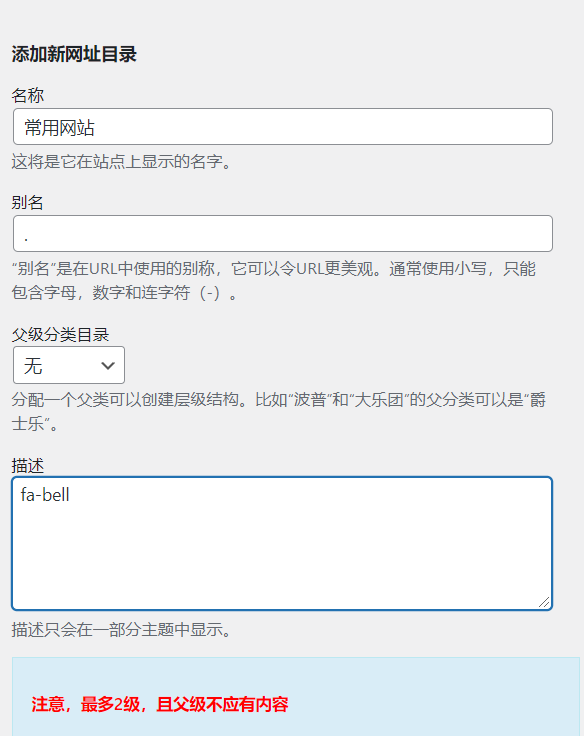 添加新网址目录
名称
常用网站
这将是它在站点上显示的名字。
别名
.
“别名”是在URL中使用的别称，它可以令URL更美观。通常使用小写，只能
包含字母，数字和连字符（-）。
父级分类目录
无
分配一个父类可以创建层级结构。比如“波普”和“大乐团”的父分类可以是“爵
士乐”。
描述
fa-bell
描述只会在一部分主题中显示。
注意，最多2级，且父级不应有内容